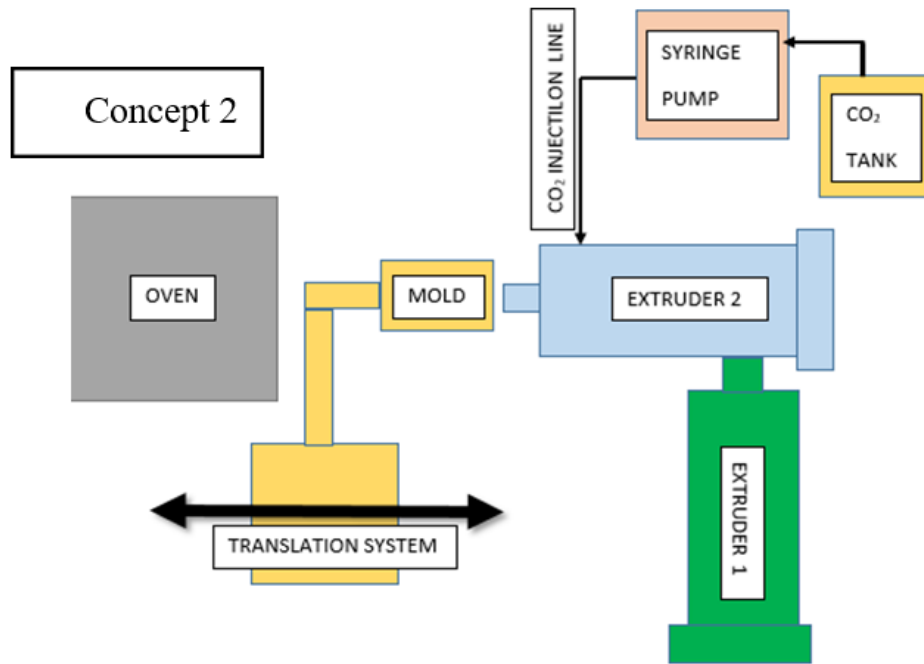 Concept 2
CO₂ INJECTILON LINE
SYRINGE
PUMP
CO₂
TANK
OVEN
MOLD
EXTRUDER 2
TRANSLATION SYSTEM
EXTRUDER 1